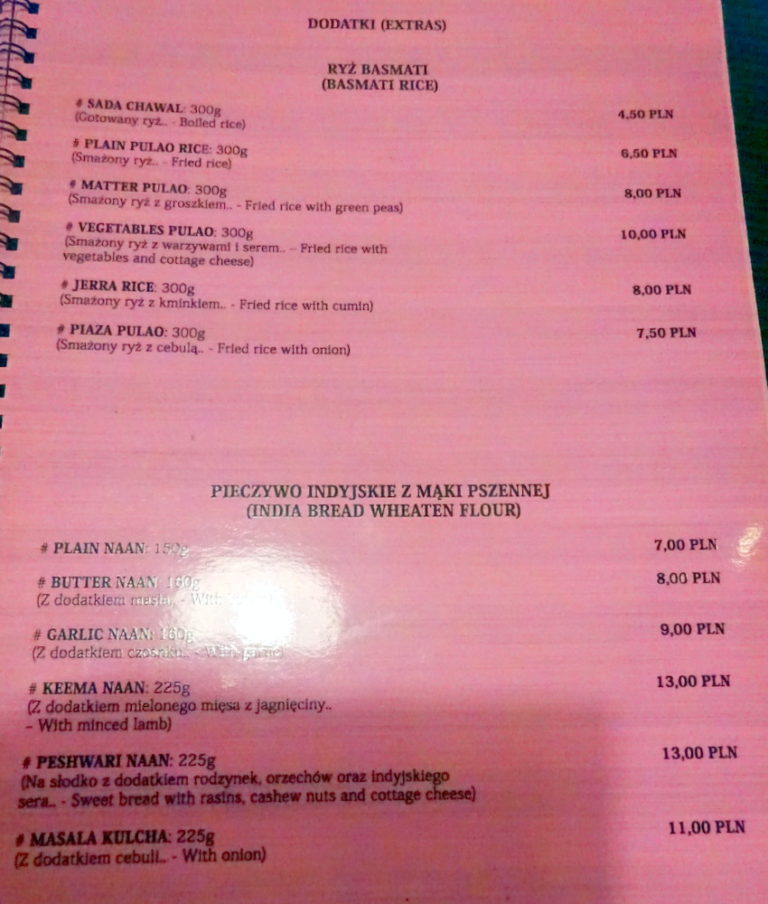 DODATKI (EXTRAS)
RYŻ BASMATI
(BASMATI RICE)
# SADA CHAWAL: 300g 4,50 PLN
(Gotowany ryż.. - Boiled rice)
# PLAIN PULAO RICE: 300g 6,50 PLN
(Smażony ryż.. - Fried rice)
# MATTER PULAO: 300g 8,00 PLN
(Smażony ryż z groszkiem.. - Fried rice with green peas)
# VEGETABLES PULAO: 300g 10,00 PLN
(Smażony ryż z warzywami i serem.. - Fried rice with
vegetables and cottage cheese)
# JERRA RICE: 300g 8,00 PLN
(Smażony ryż z kminkiem.. - Fried rice with cumin)
# PIAZA PULAO: 300g 7,50 PLN
(Smażony ryż z cebulą.. - Fried rice with onion)
PIECZYWO INDYJSKIE Z MĄKI PSZENNEJ
(INDIA BREAD WHEATEN FLOUR)
# PLAIN NAAN: 150g 7,00 PLN
# BUTTER NAAN: 160g 8,00 PLN
(Z dodatkiem masła. - With
# GARLIC NAAN: 160g 9,00 PLN
(Z dodatkiem czosnku.. - With garlic)
# KEEMA NAAN: 225g 13,00 PLN
(Z dodatkiem mielonego mięsa z jagnięciny..
- With minced lamb)
# PESHWARI NAAN: 225g 13,00 PLN
(Na słodko z dodatkiem rodzynek, orzechów oraz indyjskiego
sera.. - Sweet bread with rasins, cashew nuts and cottage cheese)
# MASALA KULCHA: 225g 11,00 PLN
(Z dodatkiem cebuli.. - With onion)